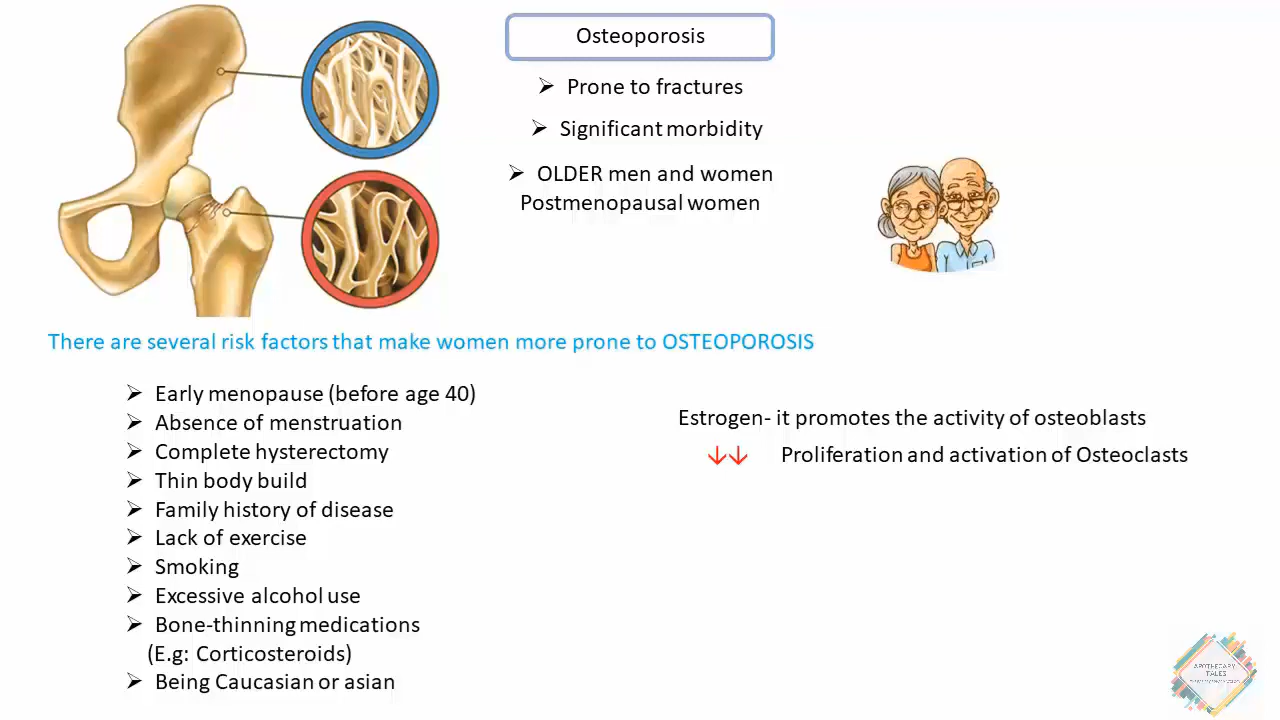 Osteoporosis
➤ Prone to fractures
➤ Significant morbidity
➤ OLDER men and women
Postmenopausal women
There are several risk factors that make women more prone to OSTEOPOROSIS
➤ Early menopause (before age 40)
➤ Absence of menstruation
➤ Complete hysterectomy
➤ Thin body build
➤ Family history of disease
➤ Lack of exercise
➤ Smoking
➤ Excessive alcohol use
➤ Bone-thinning medications
(E.g: Corticosteroids)
➤ Being Caucasian or asian
Estrogen- it promotes the activity of osteoblasts
↓↓ Proliferation and activation of Osteoclasts
APOTHECARY
TALES